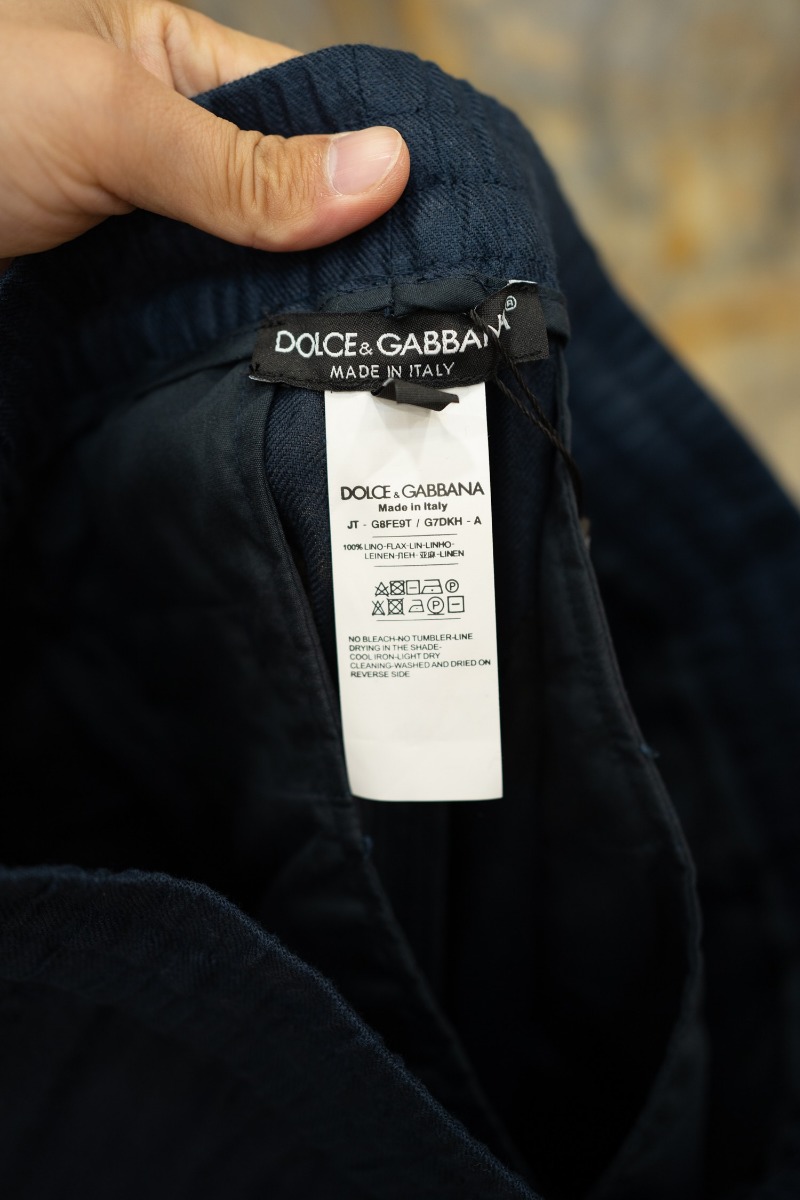 DOLCE & GABBANA®
MADE IN ITALY
DOLCE & GABBANA
Made in Italy
JT - G8FE9T / G7DKH - A
100% LINO-FLAX-LIN-LINHO-
LEINEN-ЛЕН- 亚麻 -LINEN
P
P
NO BLEACH-NO TUMBLER-LINE
DRYING IN THE SHADE-
COOL IRON-LIGHT DRY
CLEANING-WASHED AND DRIED ON
REVERSE SIDE